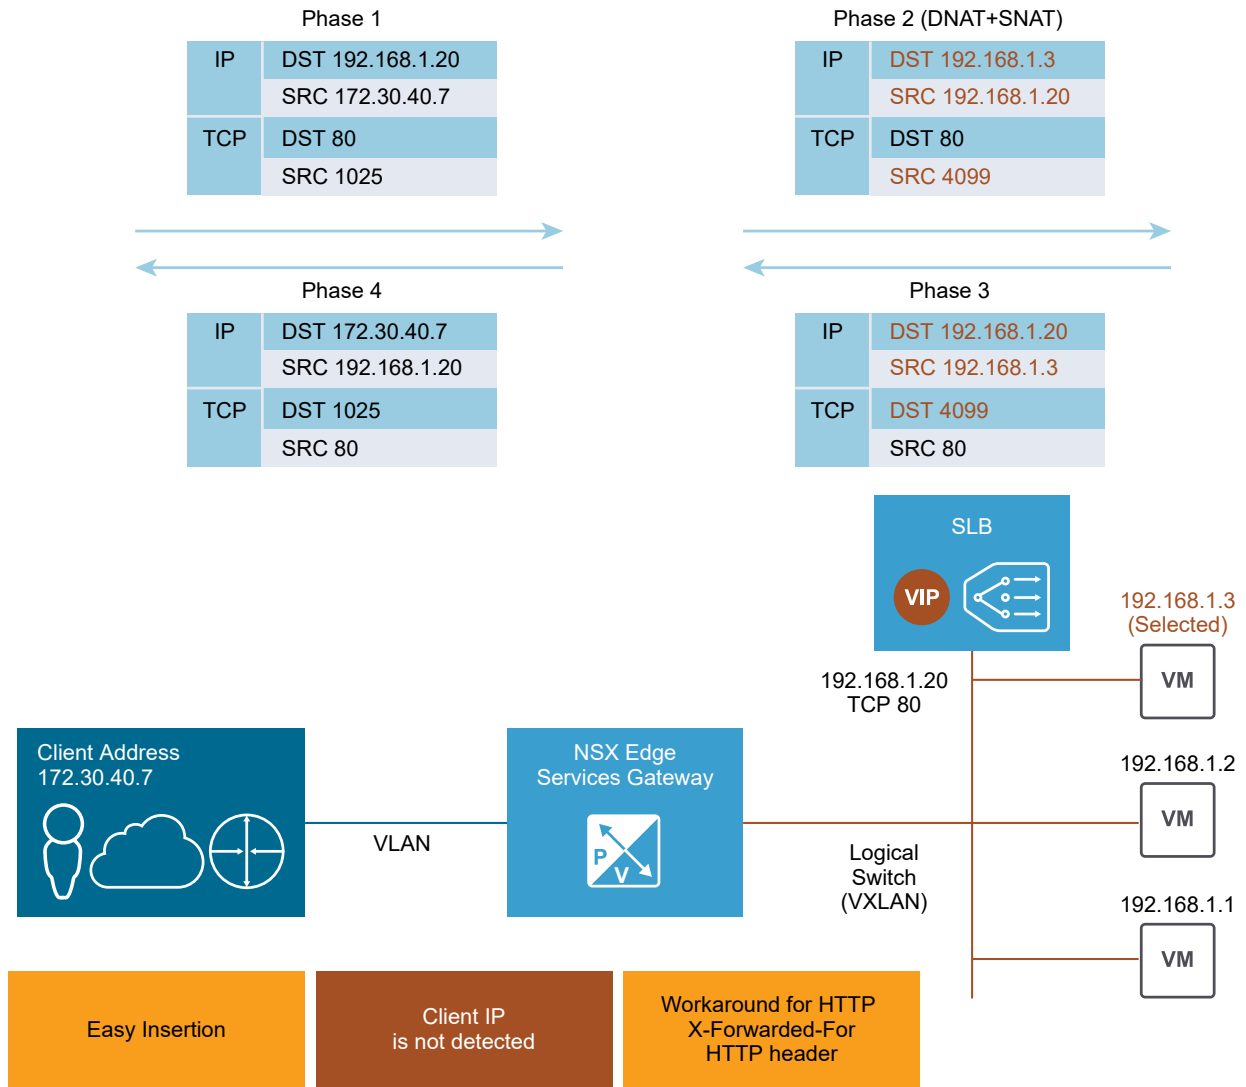 Phase 1
IP DST 192.168.1.20
SRC 172.30.40.7
TCP DST 80
SRC 1025
Phase 2 (DNAT+SNAT)
IP DST 192.168.1.3
SRC 192.168.1.20
TCP DST 80
SRC 4099
Phase 4
IP DST 172.30.40.7
SRC 192.168.1.20
TCP DST 1025
SRC 80
Phase 3
IP DST 192.168.1.20
SRC 192.168.1.3
TCP DST 4099
SRC 80
SLB
VIP
192.168.1.3
(Selected)
VM
192.168.1.20
TCP 80
Client Address
172.30.40.7
VLAN
NSX Edge
Services Gateway
P
V
192.168.1.2
VM
Logical
Switch
(VXLAN)
192.168.1.1
VM
Easy Insertion
Client IP
is not detected
Workaround for HTTP
X-Forwarded-For
HTTP header